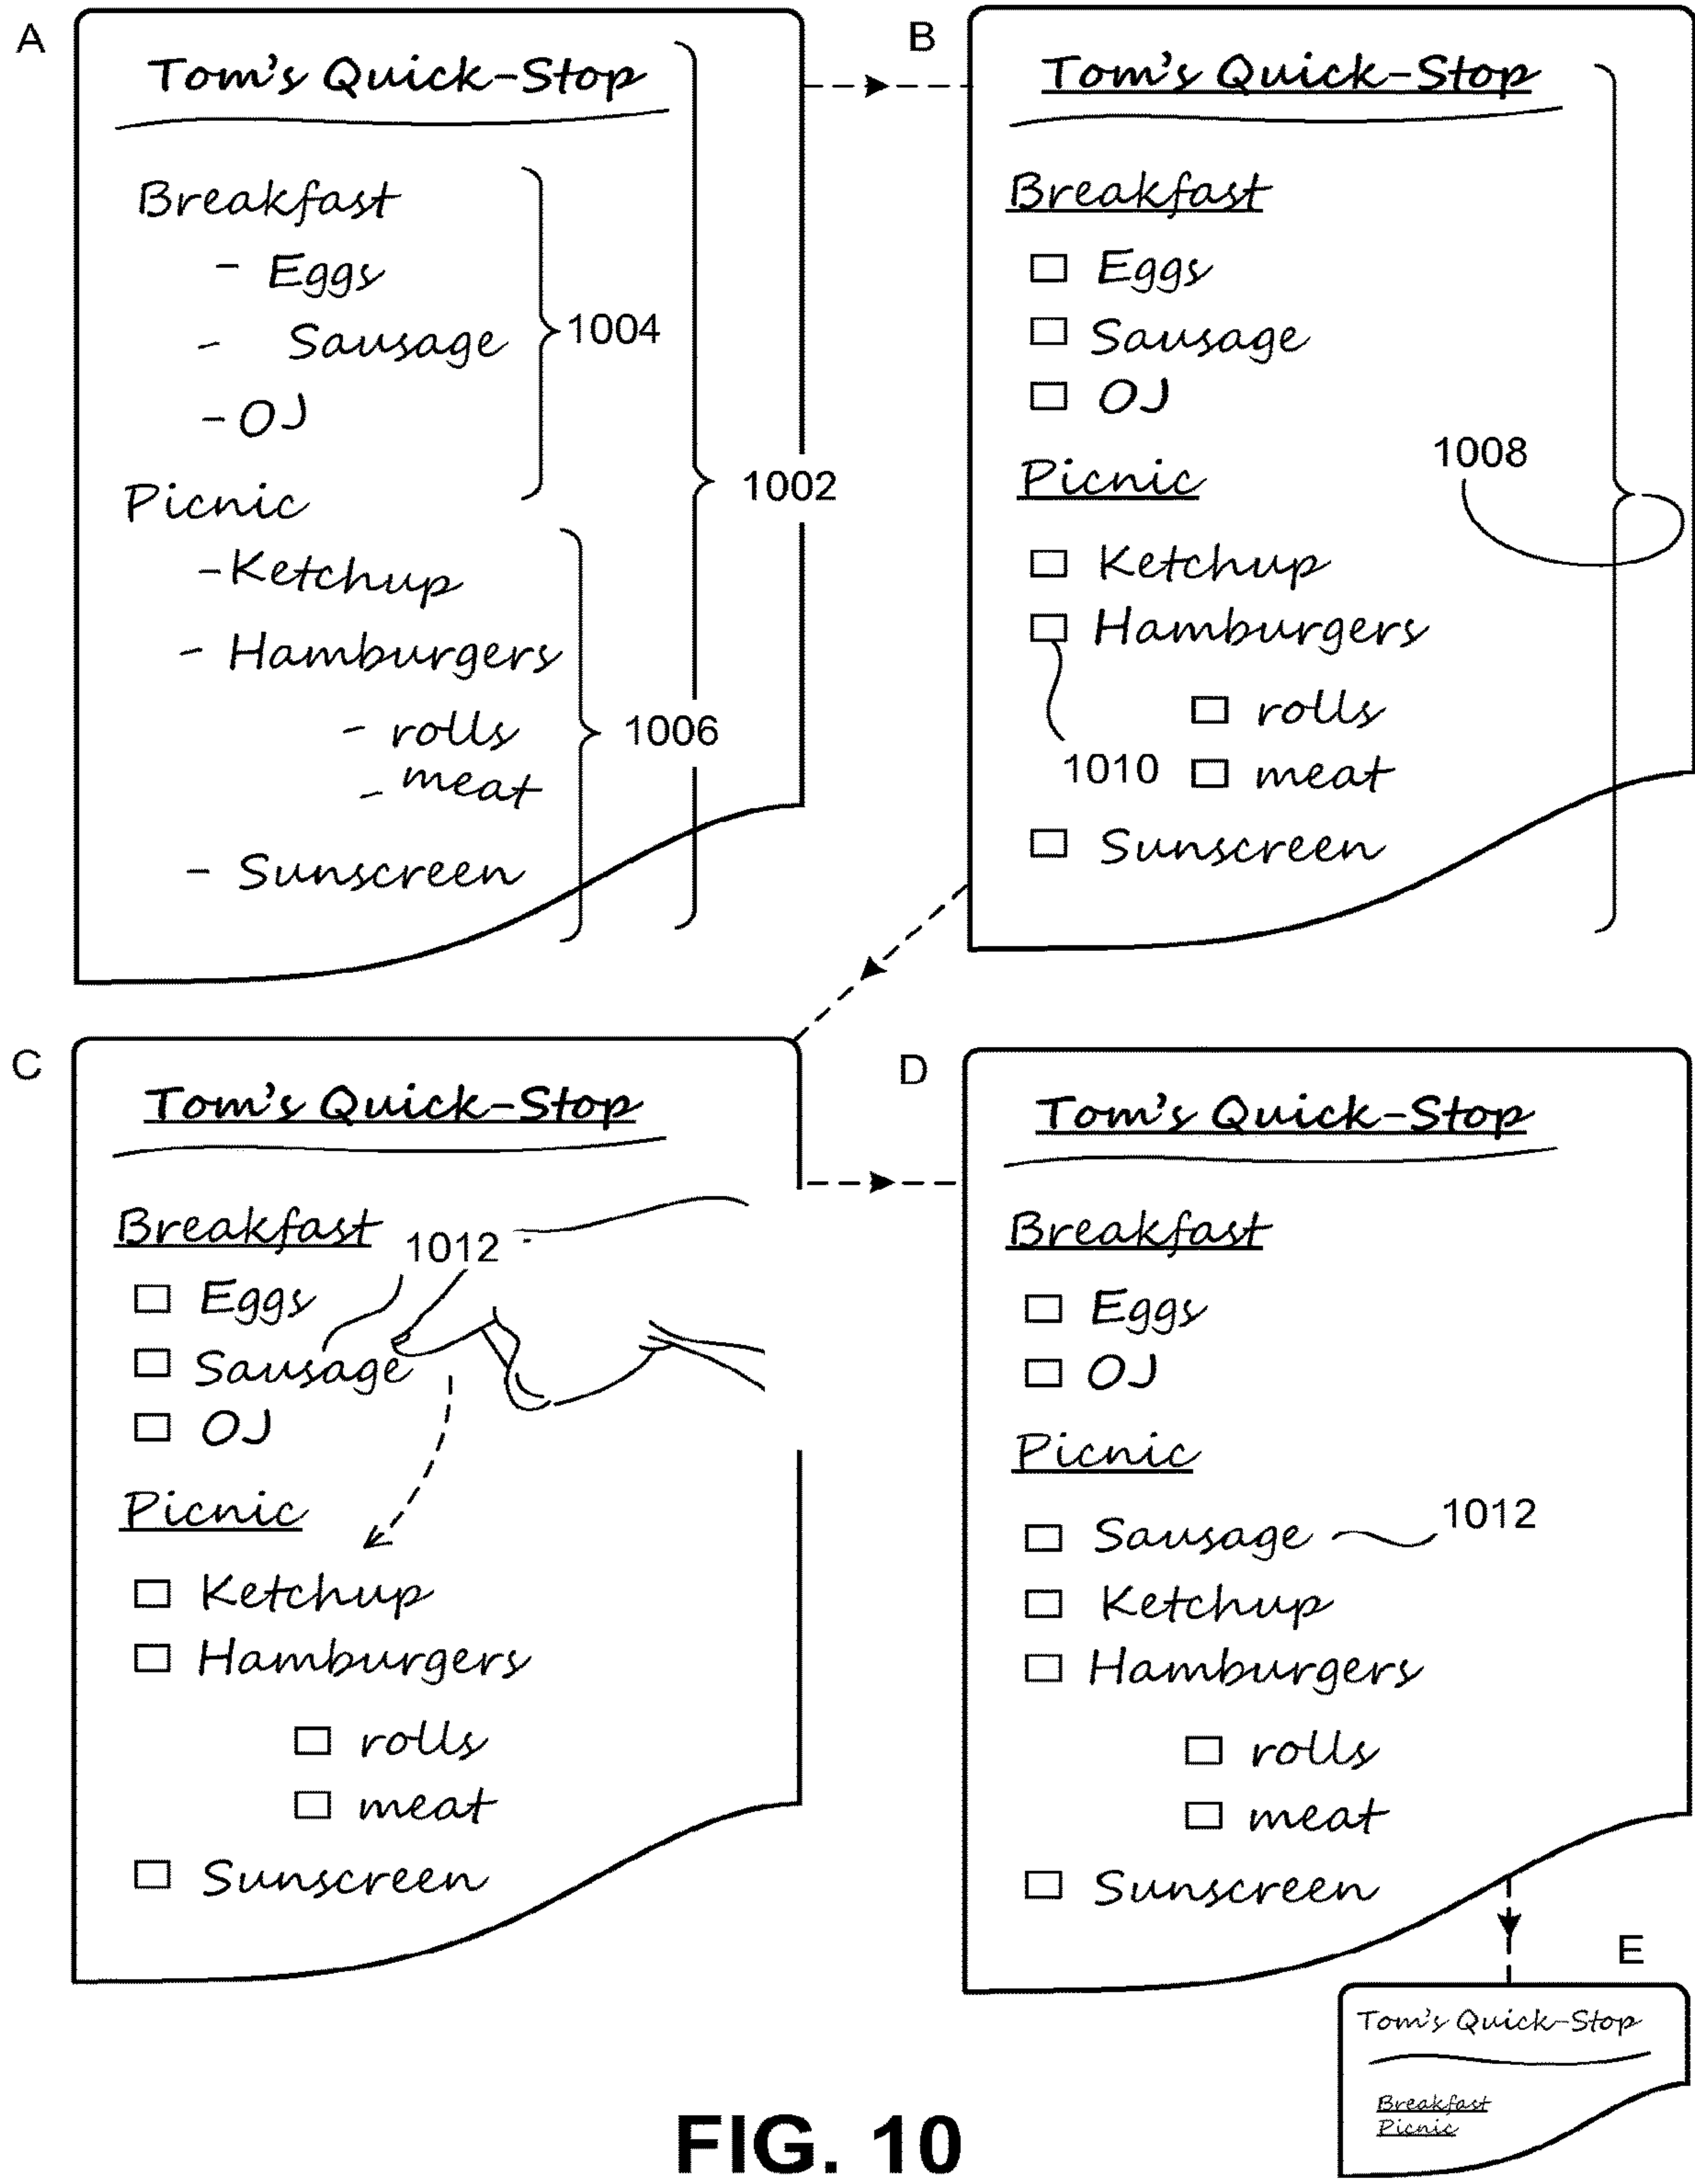 A
Tom's Quick-Stop
Breakfast
- Eggs
- Sausage
- OJ
1004
1002
Picnic
- Ketchup
- Hamburgers
- rolls
- meat
1006
- Sunscreen
B
Tom's Quick-Stop
Breakfast
Eggs
Sausage
OJ
1008
Picnic
Ketchup
Hamburgers
rolls
1010
meat
Sunscreen
C
Tom's Quick-Stop
Breakfast
1012
Eggs
Sausage
OJ
Picnic
Ketchup
Hamburgers
rolls
meat
Sunscreen
D
Tom's Quick-Stop
Breakfast
Eggs
OJ
Picnic
Sausage
1012
Ketchup
Hamburgers
rolls
meat
Sunscreen
E
Tom's Quick-Stop
Breakfast
Picnic
FIG. 10